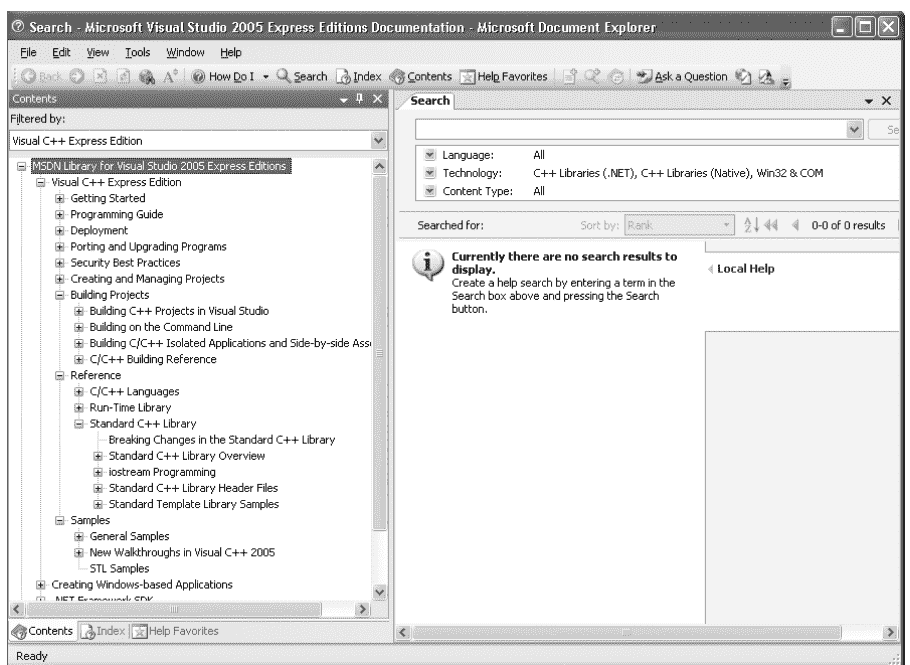 Search - Microsoft Visual Studio 2005 Express Editions Documentation - Microsoft Document Explorer
File Edit View Tools Window Help
Back How Do I Search Index Contents Help Favorites Ask a Question
Contents
Filtered by:
Visual C++ Express Edition
MSDN Library for Visual Studio 2005 Express Editions
Visual C++ Express Edition
Getting Started
Programming Guide
Deployment
Porting and Upgrading Programs
Security Best Practices
Creating and Managing Projects
Building Projects
Building C++ Projects in Visual Studio
Building on the Command Line
Building C/C++ Isolated Applications and Side-by-side Ass
C/C++ Building Reference
Reference
C/C++ Languages
Run-Time Library
Standard C++ Library
Breaking Changes in the Standard C++ Library
Standard C++ Library Overview
iostream Programming
Standard C++ Library Header Files
Standard Template Library Samples
Samples
General Samples
New Walkthroughs in Visual C++ 2005
STL Samples
Creating Windows-based Applications
.NET Framework SDK
Contents Index Help Favorites
Search
Se
Language: All
Technology: C++ Libraries (.NET), C++ Libraries (Native), Win32 & COM
Content Type: All
Searched for: Sort by: Rank 0-0 of 0 results
Currently there are no search results to
display.
Create a help search by entering a term in the
Search box above and pressing the Search
button.
Local Help
Ready